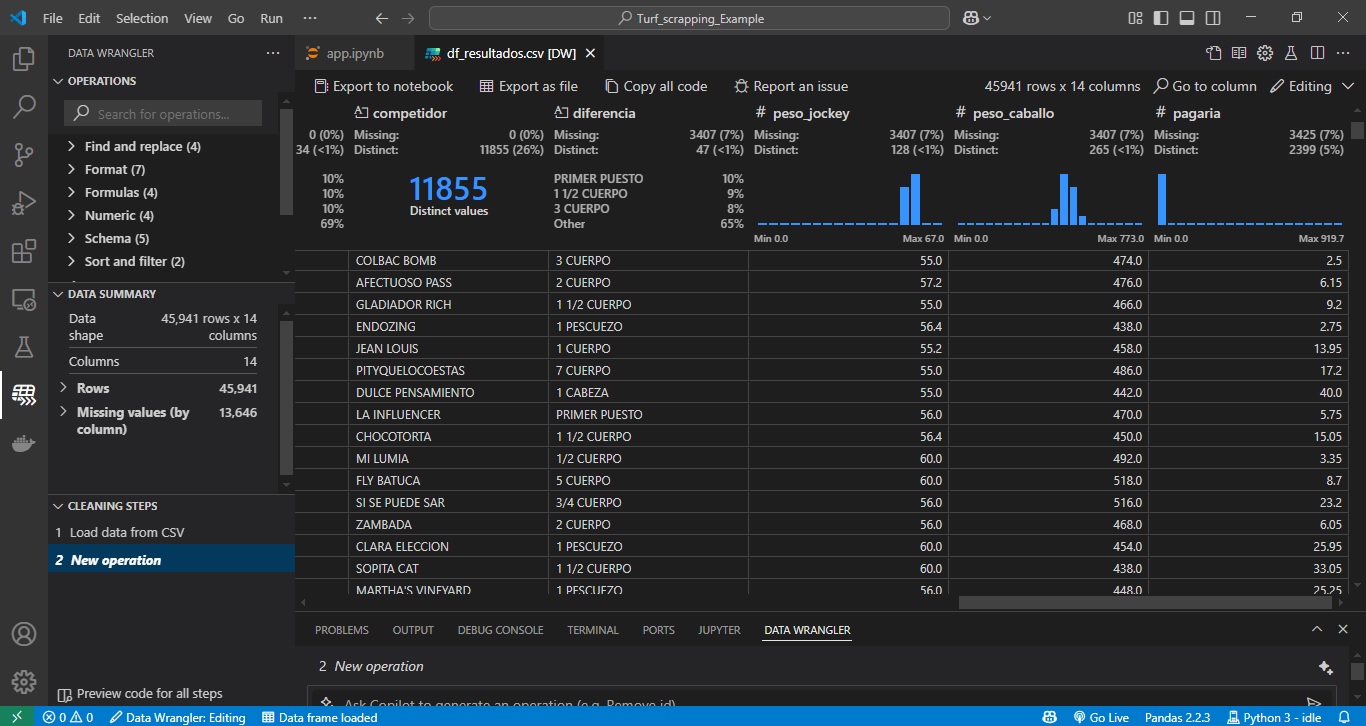 File Edit Selection View Go Run ··· Turf_scrapping_Example
DATA WRANGLER ···
app.ipynb df_resultados.csv [DW]
OPERATIONS
Search for operations...
Find and replace (4)
Format (7)
Formulas (4)
Numeric (4)
Schema (5)
Sort and filter (2)
DATA SUMMARY
Data shape 45,941 rows x 14 columns
Columns 14
Rows 45,941
Missing values (by column) 13,646
CLEANING STEPS
1 Load data from CSV
2 New operation
Preview code for all steps
Export to notebook Export as file Copy all code Report an issue 45941 rows x 14 columns Go to column Editing
competidor diferencia # peso_jockey # peso_caballo # pagaria
0 (0%) Missing: 0 (0%) Missing: 3407 (7%) Missing: 3407 (7%) Missing: 3407 (7%) Missing: 3425 (7%)
34 (<1%) Distinct: 11855 (26%) Distinct: 47 (<1%) Distinct: 128 (<1%) Distinct: 265 (<1%) Distinct: 2399 (5%)
10% 11855 PRIMER PUESTO 10%
10% Distinct values 1 1/2 CUERPO 9%
10% 3 CUERPO 8%
69% Other 65%
Min 0.0 Max 67.0 Min 0.0 Max 773.0 Min 0.0 Max 919.7
COLBAC BOMB 3 CUERPO 55.0 474.0 2.5
AFECTUOSO PASS 2 CUERPO 57.2 476.0 6.15
GLADIADOR RICH 1 1/2 CUERPO 55.0 466.0 9.2
ENDOZING 1 PESCUEZO 56.4 438.0 2.75
JEAN LOUIS 1 CUERPO 55.2 458.0 13.95
PITYQUELOCOESTAS 7 CUERPO 55.0 486.0 17.2
DULCE PENSAMIENTO 1 CABEZA 55.0 442.0 40.0
LA INFLUENCER PRIMER PUESTO 56.0 470.0 5.75
CHOCOTORTA 1 1/2 CUERPO 56.4 450.0 15.05
MI LUMIA 1/2 CUERPO 60.0 492.0 3.35
FLY BATUCA 5 CUERPO 60.0 518.0 8.7
SI SE PUEDE SAR 3/4 CUERPO 56.0 516.0 23.2
ZAMBADA 2 CUERPO 56.0 468.0 6.05
CLARA ELECCION 1 PESCUEZO 60.0 454.0 25.95
SOPITA CAT 1 1/2 CUERPO 60.0 438.0 33.05
MARTHA'S VINEYARD 1 PESCUEZO 56.0 448.0 25.25
PROBLEMS OUTPUT DEBUG CONSOLE TERMINAL PORTS JUPYTER DATA WRANGLER
2 New operation
Ask Copilot to generate an operation (e.g. Remove id)
0 0 Data Wrangler: Editing Data frame loaded Go Live Pandas 2.2.3 Python 3 - idle